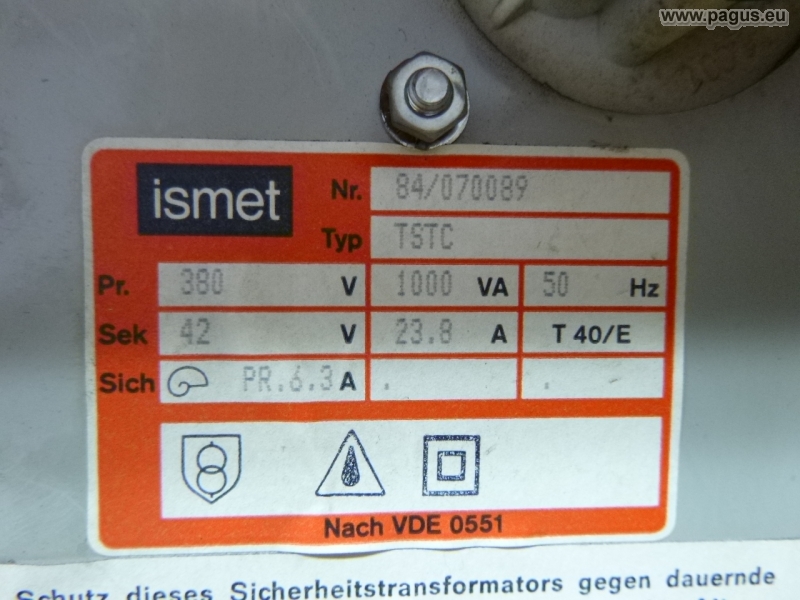 www.pagus.eu
ismet
Nr. 84/070089
Typ TSTC
Pr. 380 V 1000 VA 50 Hz
Sek 42 V 23.8 A T 40/E
Sich PR.6.3 A . .
Nach VDE 0551
Schutz dieses Sicherheitstransformators gegen dauernde